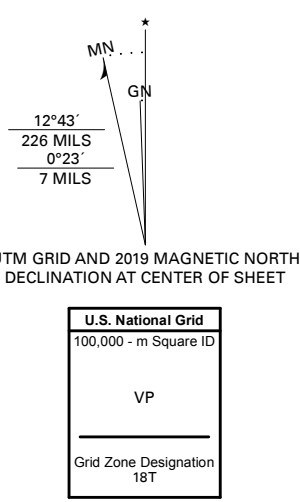 ★
MN
GN
12°43´
226 MILS
0°23´
7 MILS
UTM GRID AND 2019 MAGNETIC NORTH
DECLINATION AT CENTER OF SHEET
U.S. National Grid
100,000 - m Square ID
VP
Grid Zone Designation
18T